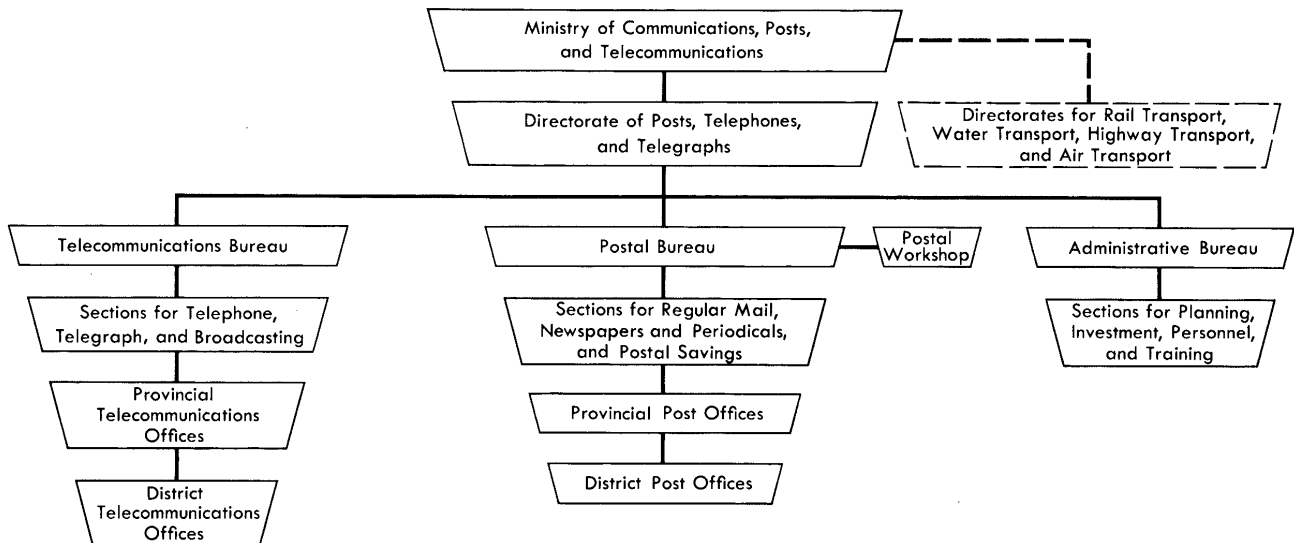 Ministry of Communications, Posts,
and Telecommunications
Directorate of Posts, Telephones,
and Telegraphs
Directorates for Rail Transport,
Water Transport, Highway Transport,
and Air Transport
Telecommunications Bureau
Sections for Telephone,
Telegraph, and Broadcasting
Provincial
Telecommunications
Offices
District
Telecommunications
Offices
Postal Bureau
Postal
Workshop
Sections for Regular Mail,
Newspapers and Periodicals,
and Postal Savings
Provincial Post Offices
District Post Offices
Administrative Bureau
Sections for Planning,
Investment, Personnel,
and Training